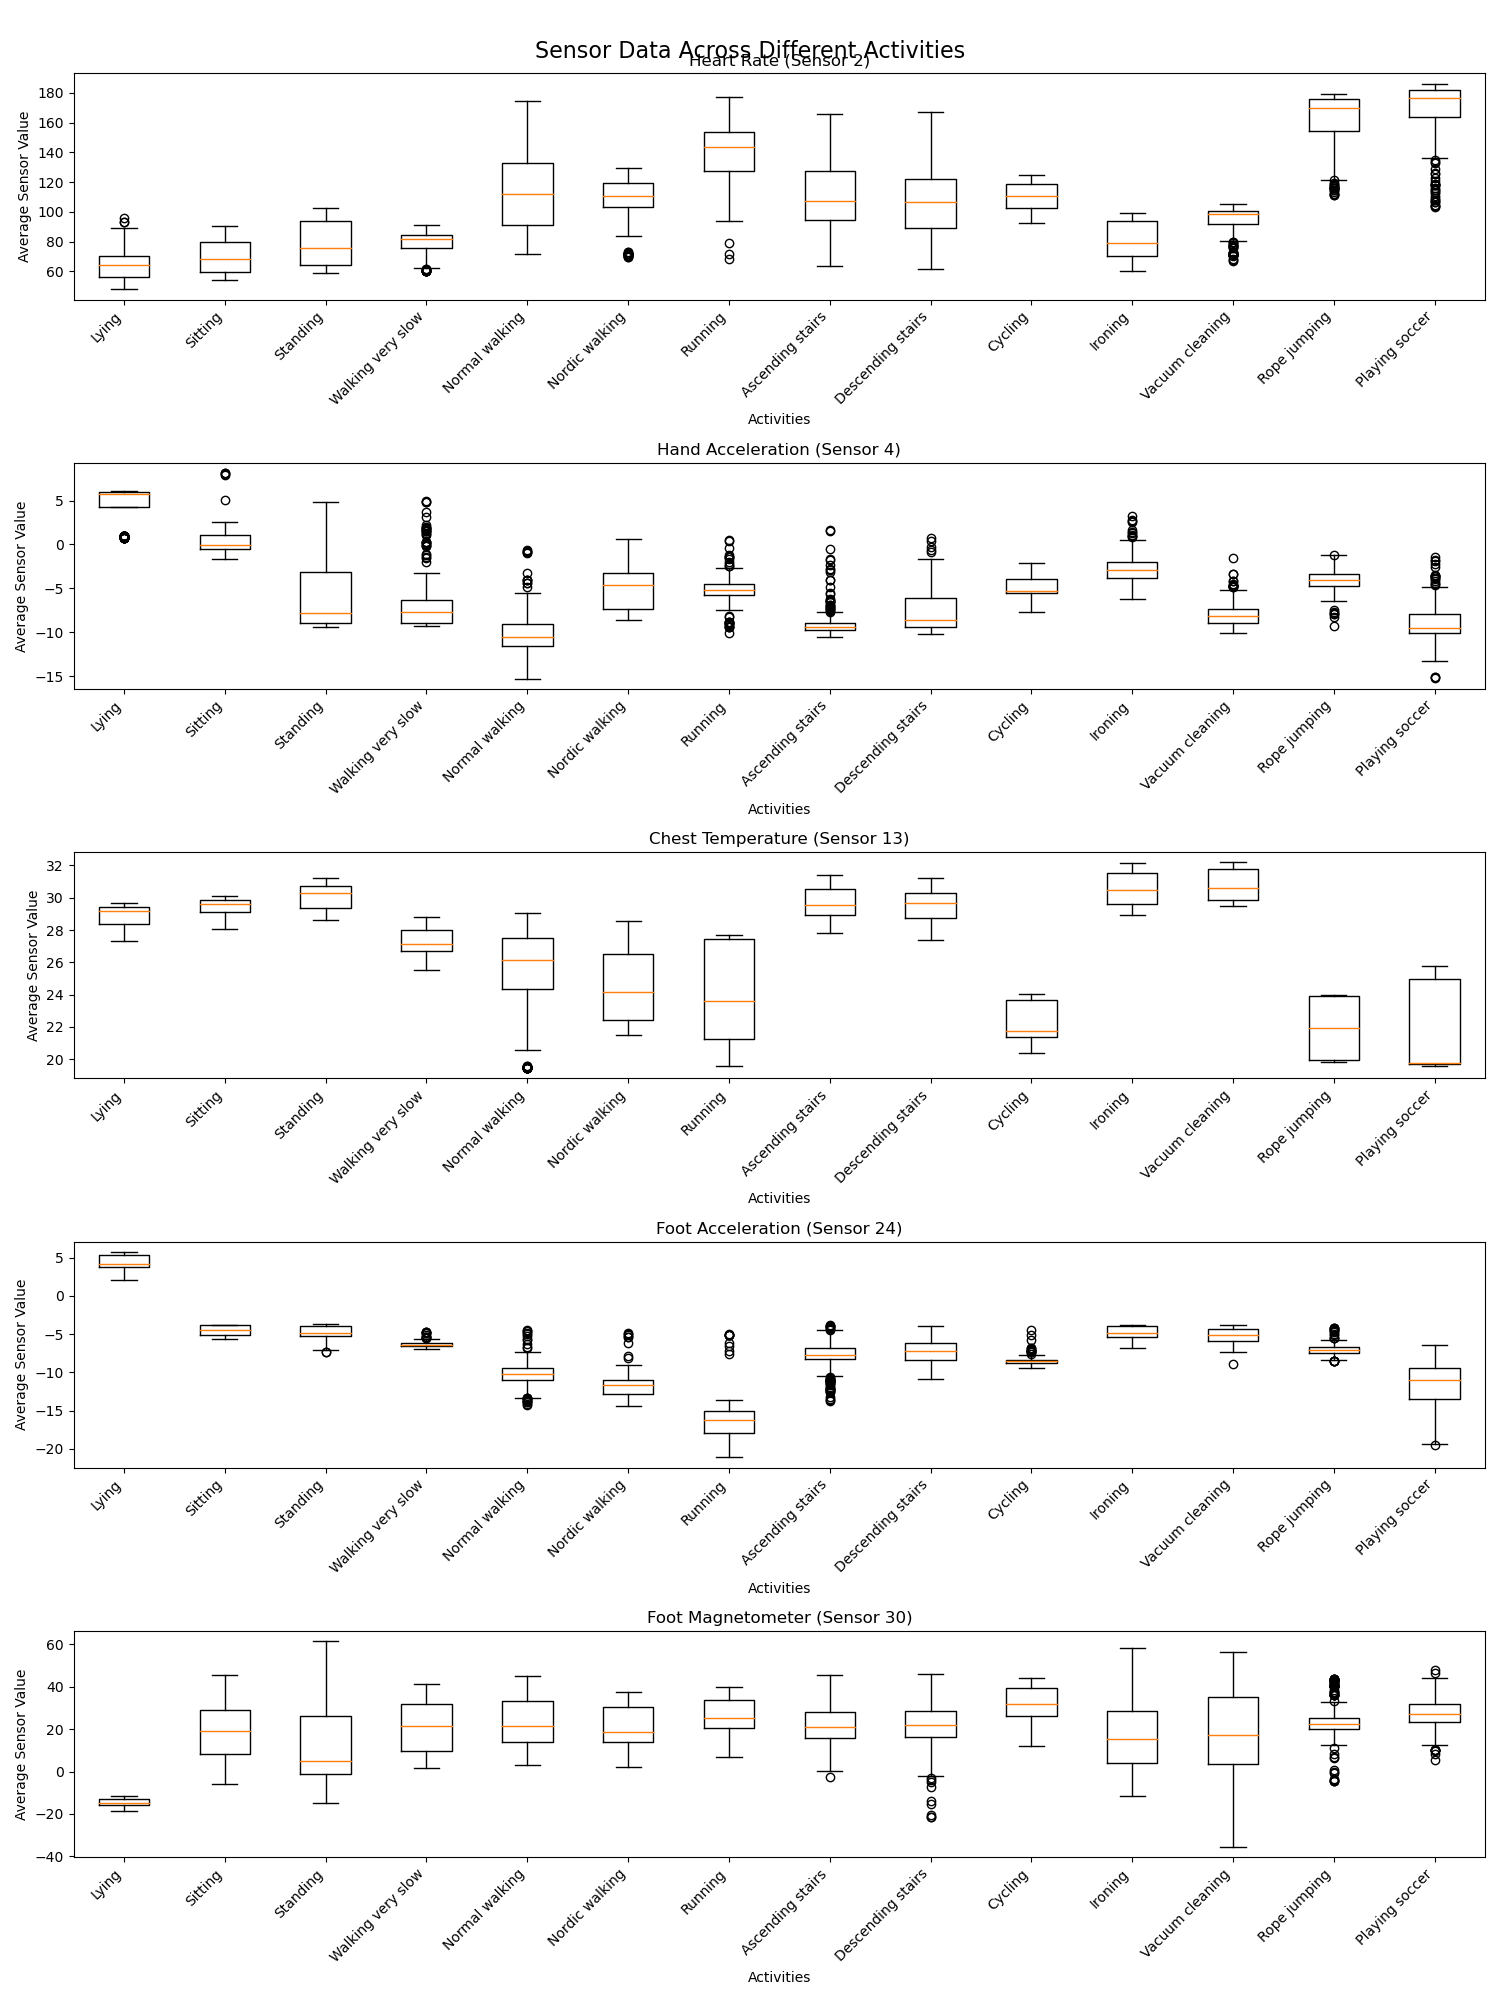 Sensor Data Across Different Activities
Heart Rate (Sensor 2)
Average Sensor Value
180
160
140
120
100
80
60
Lying
Sitting
Standing
Walking very slow
Normal walking
Nordic walking
Running
Ascending stairs
Descending stairs
Cycling
Ironing
Vacuum cleaning
Rope jumping
Playing soccer
Activities
Hand Acceleration (Sensor 4)
Average Sensor Value
5
0
−5
−10
−15
Lying
Sitting
Standing
Walking very slow
Normal walking
Nordic walking
Running
Ascending stairs
Descending stairs
Cycling
Ironing
Vacuum cleaning
Rope jumping
Playing soccer
Activities
Chest Temperature (Sensor 13)
Average Sensor Value
32
30
28
26
24
22
20
Lying
Sitting
Standing
Walking very slow
Normal walking
Nordic walking
Running
Ascending stairs
Descending stairs
Cycling
Ironing
Vacuum cleaning
Rope jumping
Playing soccer
Activities
Foot Acceleration (Sensor 24)
Average Sensor Value
5
0
−5
−10
−15
−20
Lying
Sitting
Standing
Walking very slow
Normal walking
Nordic walking
Running
Ascending stairs
Descending stairs
Cycling
Ironing
Vacuum cleaning
Rope jumping
Playing soccer
Activities
Foot Magnetometer (Sensor 30)
Average Sensor Value
60
40
20
0
−20
−40
Lying
Sitting
Standing
Walking very slow
Normal walking
Nordic walking
Running
Ascending stairs
Descending stairs
Cycling
Ironing
Vacuum cleaning
Rope jumping
Playing soccer
Activities